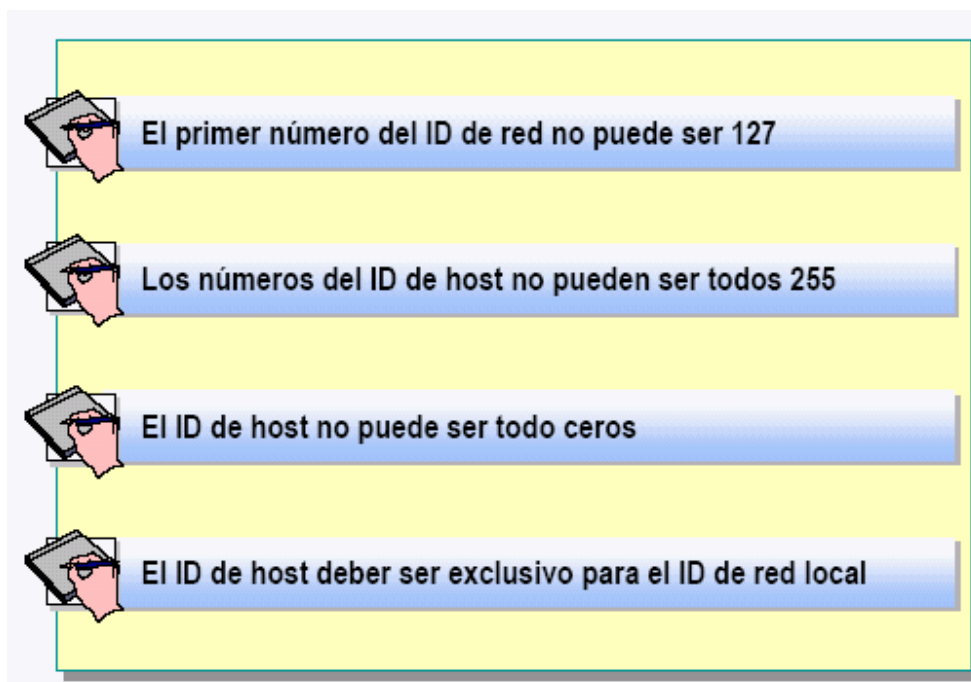 El primer número del ID de red no puede ser 127
Los números del ID de host no pueden ser todos 255
El ID de host no puede ser todo ceros
El ID de host deber ser exclusivo para el ID de red local